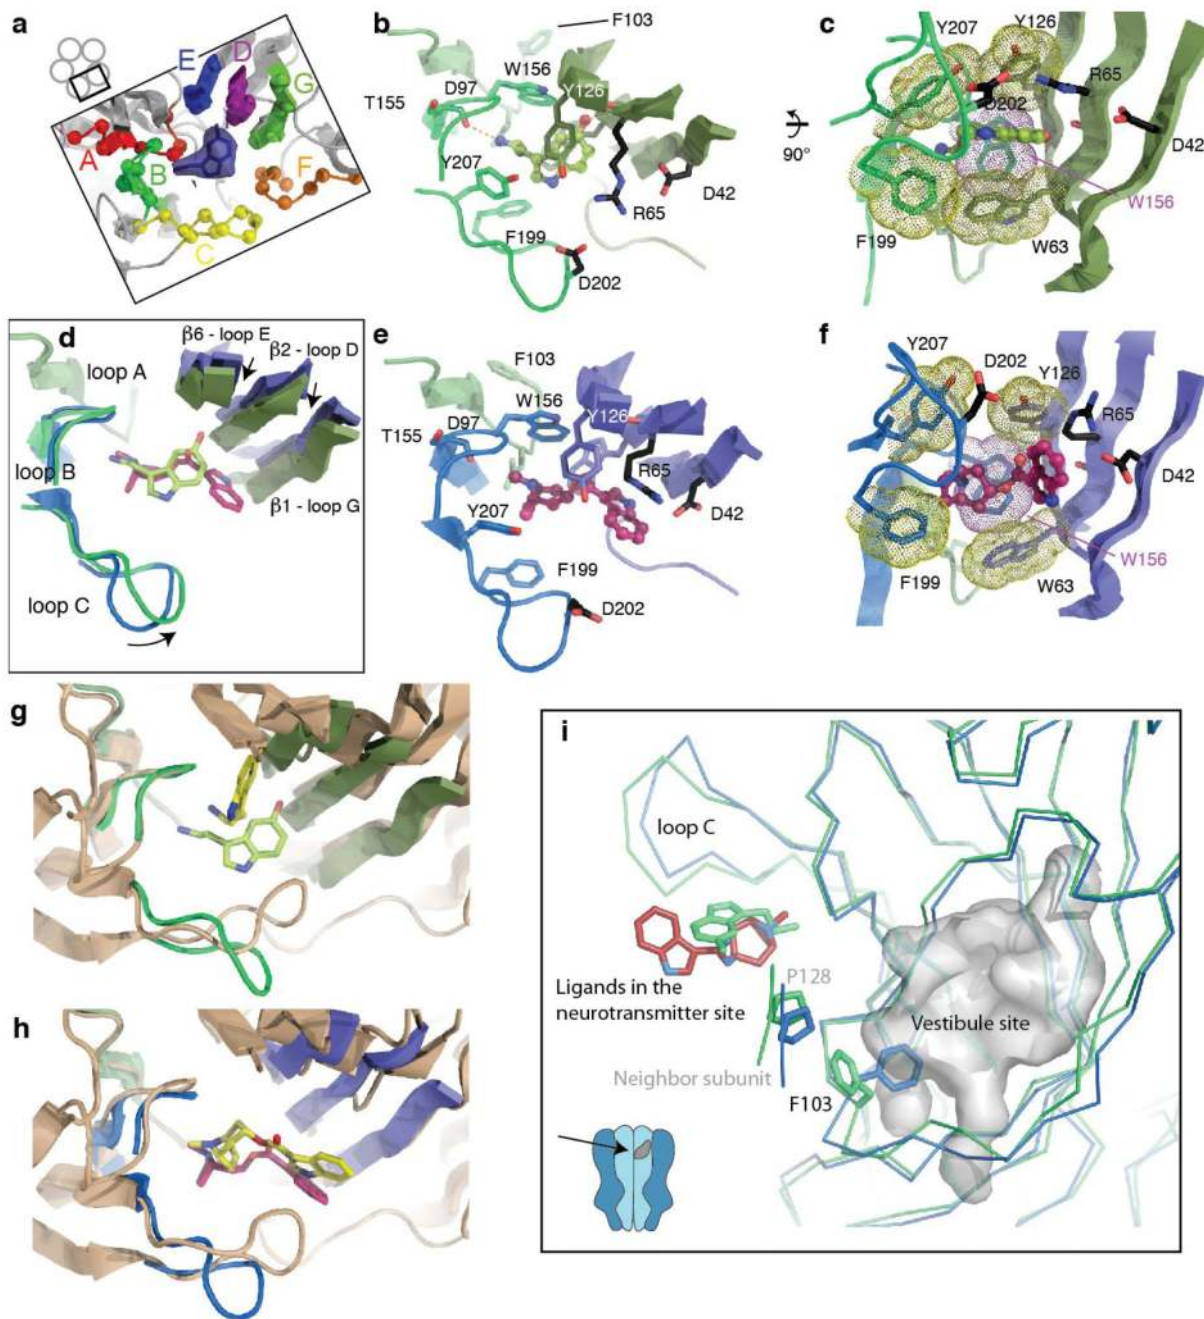 a
E
D
G
A
B
F
C
b
F103
W156
D97
Y126
T155
Y207
R65
D42
F199
D202
90°
c
Y207
Y126
R65
D202
D42
W156
F199
W63
d
β6 - loop E
β2 - loop D
loop A
loop B
β1 - loop G
loop C
e
F103
W156
D97
Y126
T155
R65
Y207
D42
F199
D202
f
Y207
D202
Y126
R65
D42
W156
F199
W63
g
h
i
loop C
P128
Ligands in the
neurotransmitter site
Vestibule site
Neighbor subunit
F103